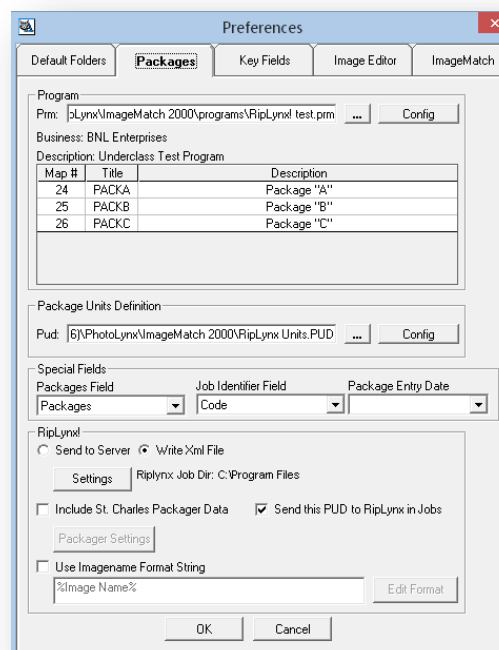 Preferences
Default Folders Packages Key Fields Image Editor ImageMatch
Program
Prm: oLynx\ImageMatch 2000\programs\RipLynx! test.prm ... Config
Business: BNL Enterprises
Description: Underclass Test Program
Map # Title Description
24 PACKA Package "A"
25 PACKB Package "B"
26 PACKC Package "C"
Package Units Definition
Pud: 6)\PhotoLynx\ImageMatch 2000\RipLynx Units.PUD ... Config
Special Fields
Packages Field Job Identifier Field Package Entry Date
Packages Code
RipLynx!
Send to Server Write Xml File
Settings Riplynx Job Dir: C:\Program Files
Include St. Charles Packager Data Send this PUD to RipLynx in Jobs
Packager Settings
Use Imagename Format String
%Image Name% Edit Format
OK Cancel